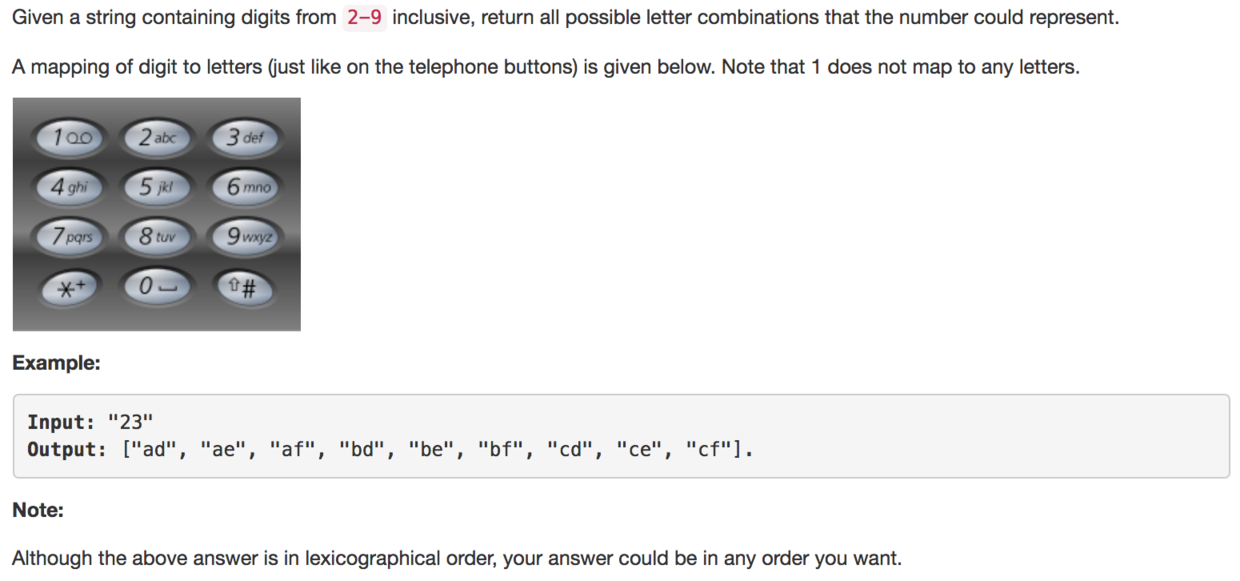 Given a string containing digits from 2-9 inclusive, return all possible letter combinations that the number could represent.
A mapping of digit to letters (just like on the telephone buttons) is given below. Note that 1 does not map to any letters.
1 2 abc 3 def
4 ghi 5 jkl 6 mno
7 pqrs 8 tuv 9 wxyz
* + 0 ⇧ #
Example:
Input: "23"
Output: ["ad", "ae", "af", "bd", "be", "bf", "cd", "ce", "cf"].
Note:
Although the above answer is in lexicographical order, your answer could be in any order you want.